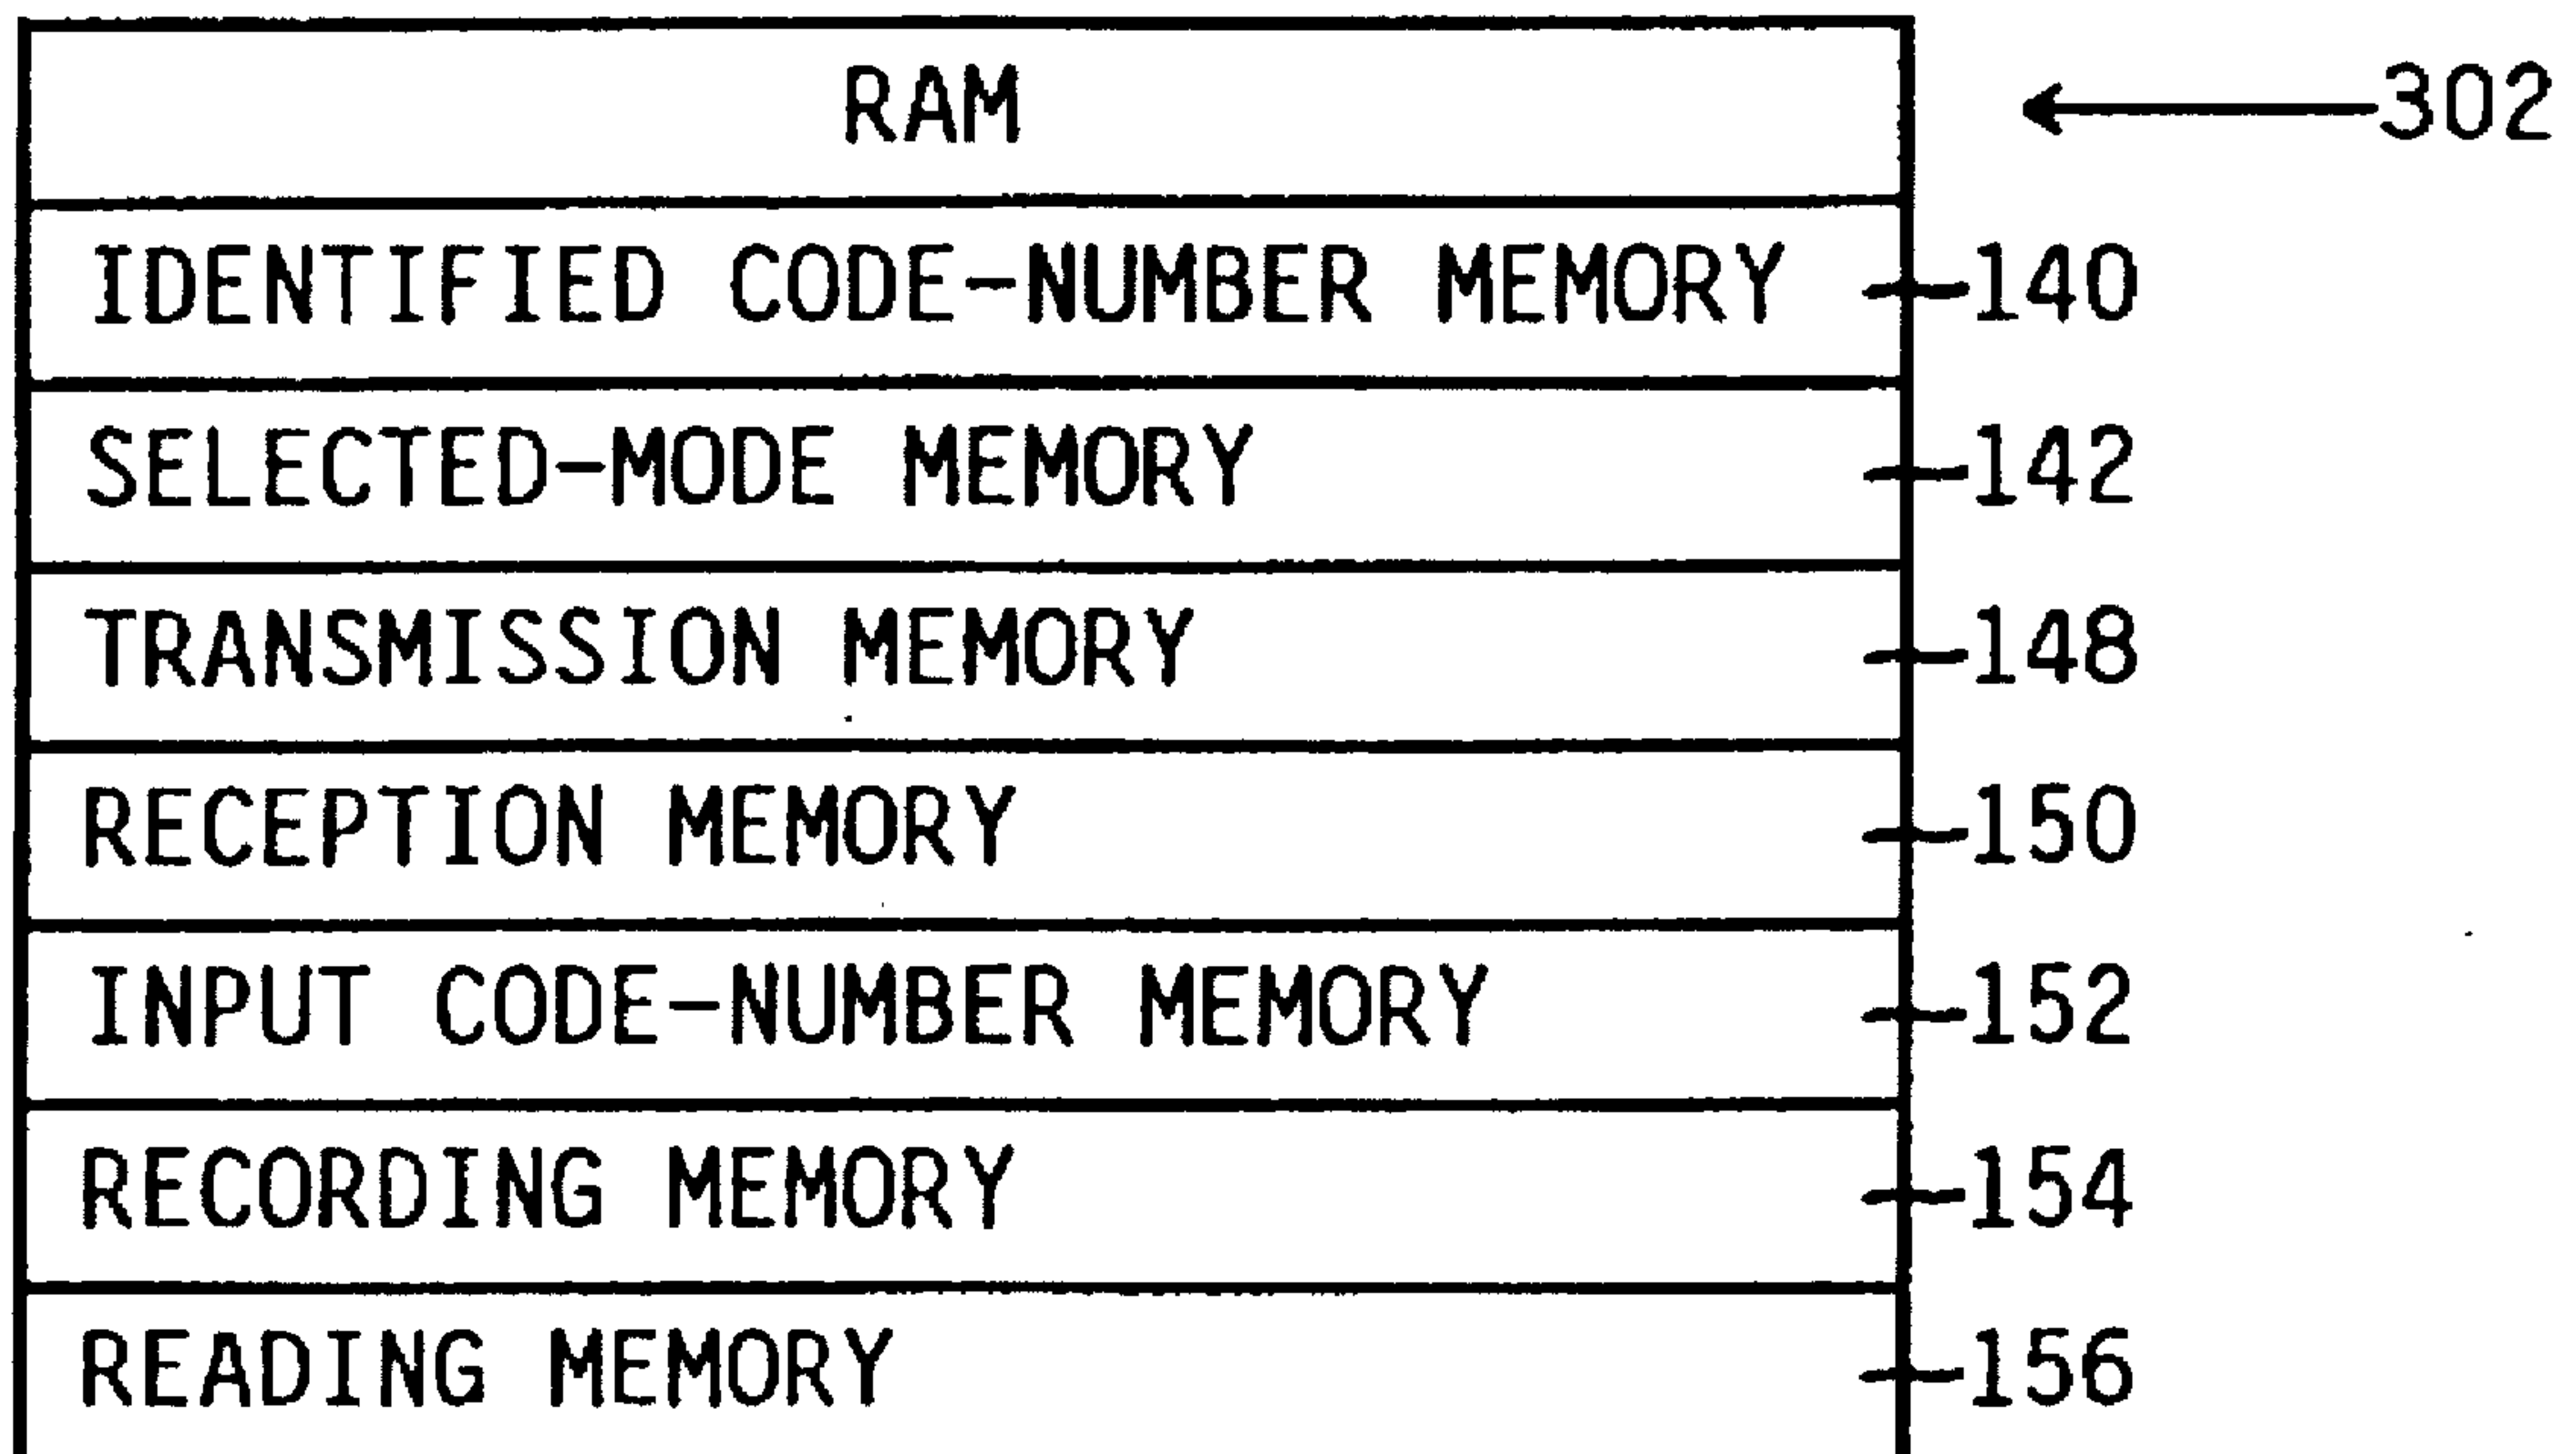 RAM 302
IDENTIFIED CODE-NUMBER MEMORY 140
SELECTED-MODE MEMORY 142
TRANSMISSION MEMORY 148
RECEPTION MEMORY 150
INPUT CODE-NUMBER MEMORY 152
RECORDING MEMORY 154
READING MEMORY 156